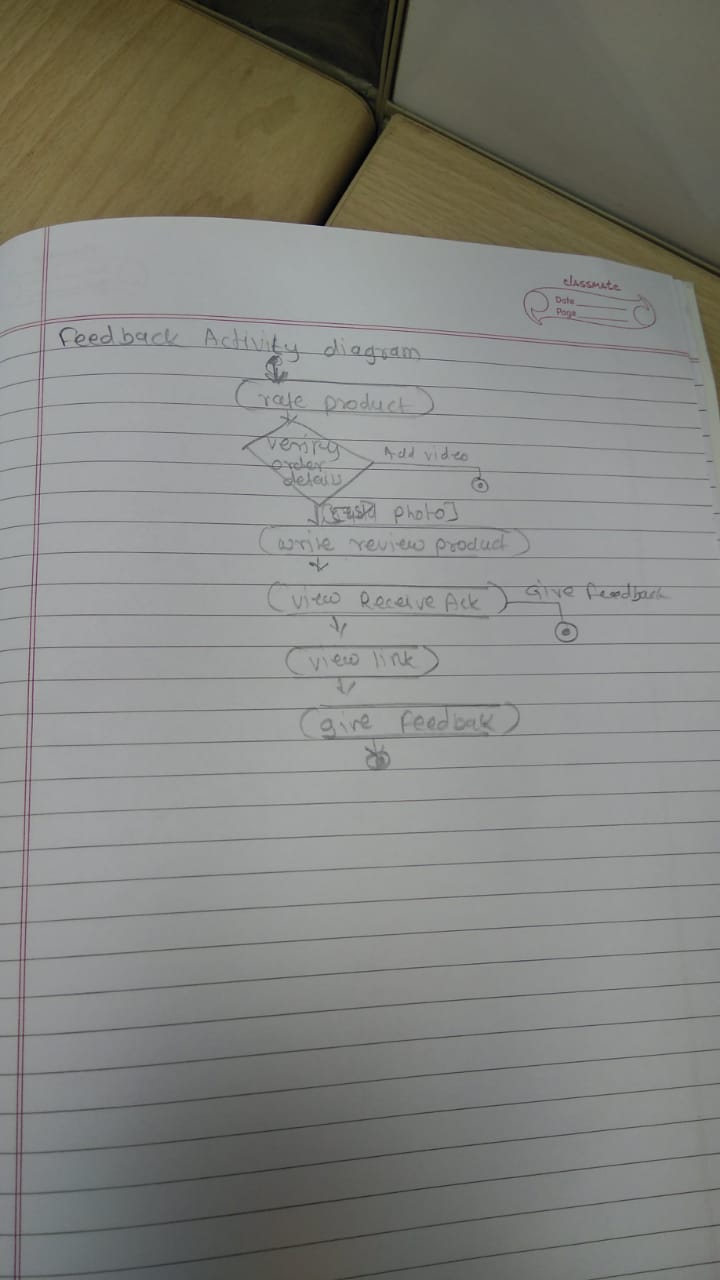 classmate
Date
Page
Feedback Activity diagram
rate product
verify
order
details
Add video
photo]
write review product
view Receive Ack
Give feedback
view link
give feedbak